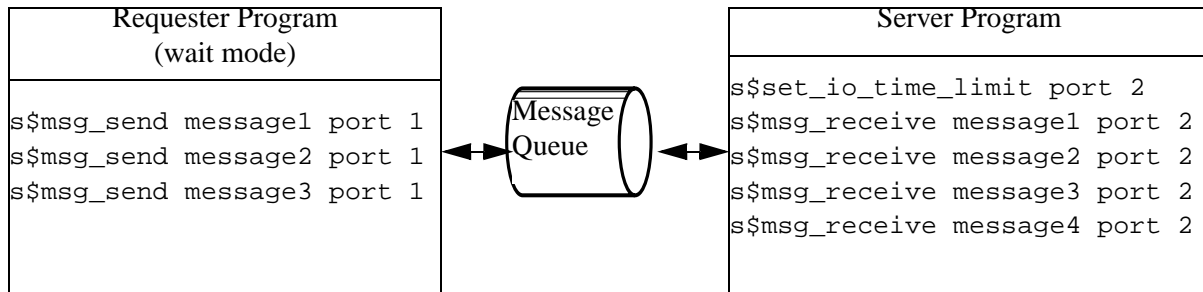 Requester Program
(wait mode)
s$msg_send message1 port 1
s$msg_send message2 port 1
s$msg_send message3 port 1
Message
Queue
Server Program
s$set_io_time_limit port 2
s$msg_receive message1 port 2
s$msg_receive message2 port 2
s$msg_receive message3 port 2
s$msg_receive message4 port 2